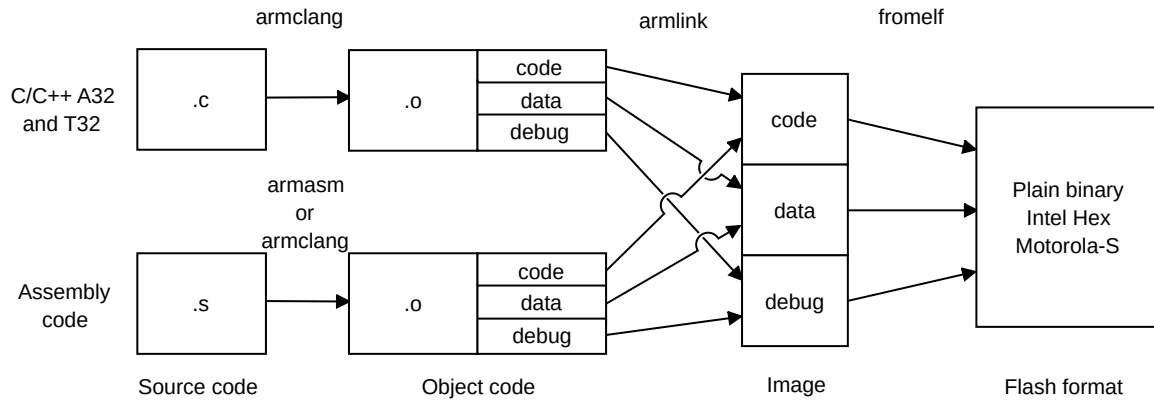 armclang
armlink
fromelf
C/C++ A32
and T32
.c
.o
code
data
debug
armasm
or
armclang
Assembly
code
.s
.o
code
data
debug
code
data
debug
Plain binary
Intel Hex
Motorola-S
Source code
Object code
Image
Flash format